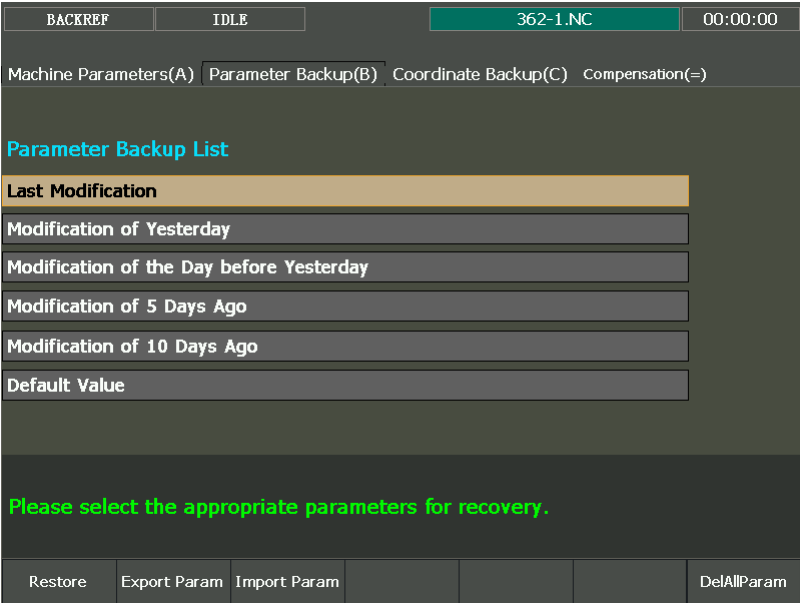 BACKREF IDLE 362-1.NC 00:00:00
Machine Parameters(A) Parameter Backup(B) Coordinate Backup(C) Compensation(=)
Parameter Backup List
Last Modification
Modification of Yesterday
Modification of the Day before Yesterday
Modification of 5 Days Ago
Modification of 10 Days Ago
Default Value
Please select the appropriate parameters for recovery.
Restore Export Param Import Param DelAllParam